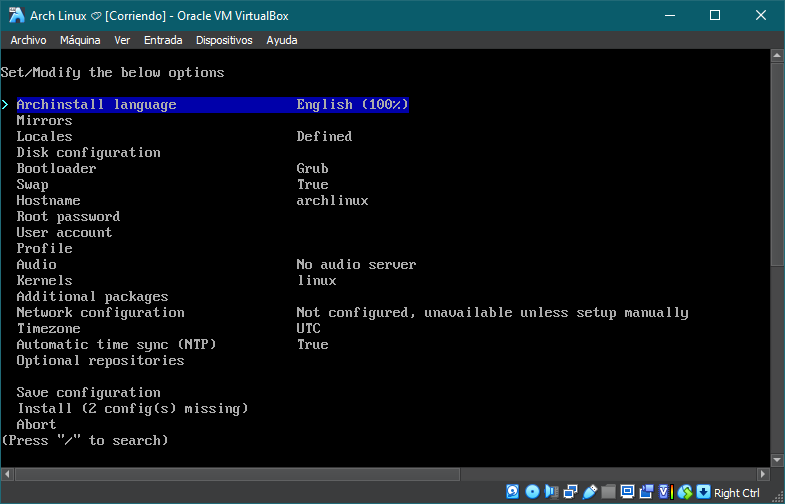 Arch Linux [Corriendo] - Oracle VM VirtualBox
Archivo Máquina Ver Entrada Dispositivos Ayuda
Set/Modify the below options
> Archinstall language English (100%)
Mirrors
Locales Defined
Disk configuration
Bootloader Grub
Swap True
Hostname archlinux
Root password
User account
Profile
Audio No audio server
Kernels linux
Additional packages
Network configuration Not configured, unavailable unless setup manually
Timezone UTC
Automatic time sync (NTP) True
Optional repositories
Save configuration
Install (2 config(s) missing)
Abort
(Press "/" to search)
Right Ctrl